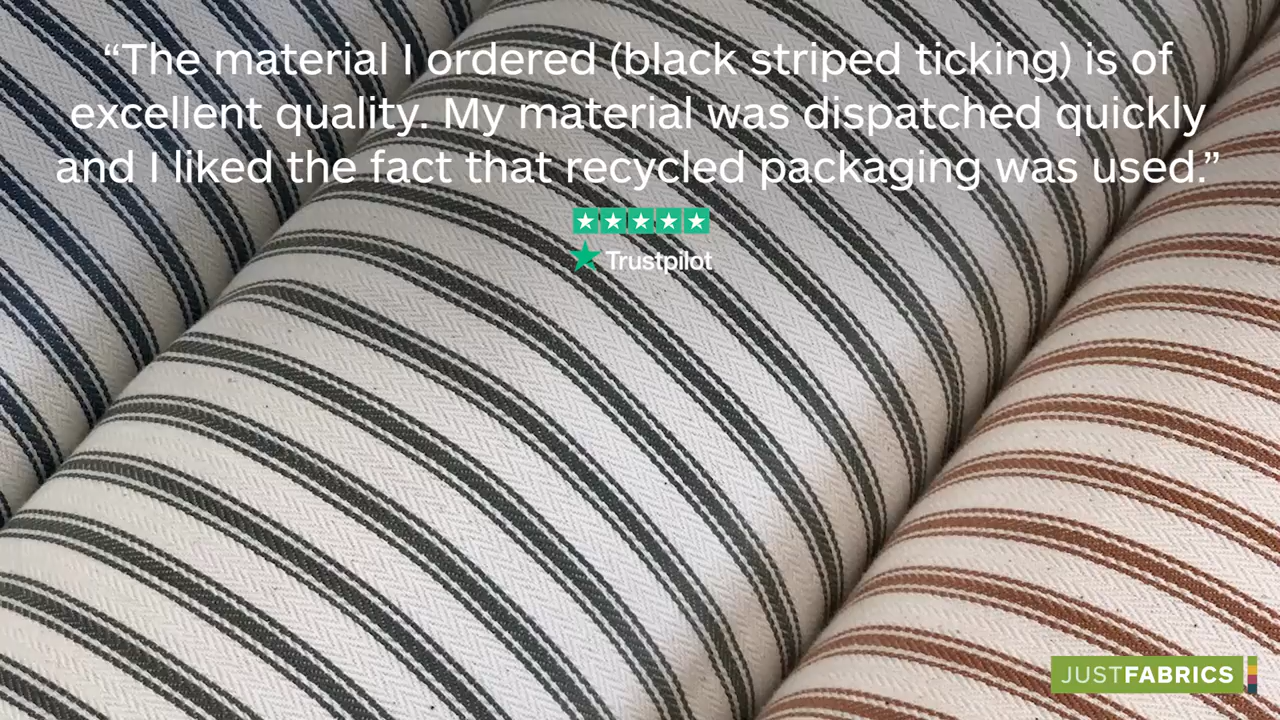 “The material I ordered (black striped ticking) is of
excellent quality. My material was dispatched quickly
and I liked the fact that recycled packaging was used.”
Trustpilot
JUSTFABRICS